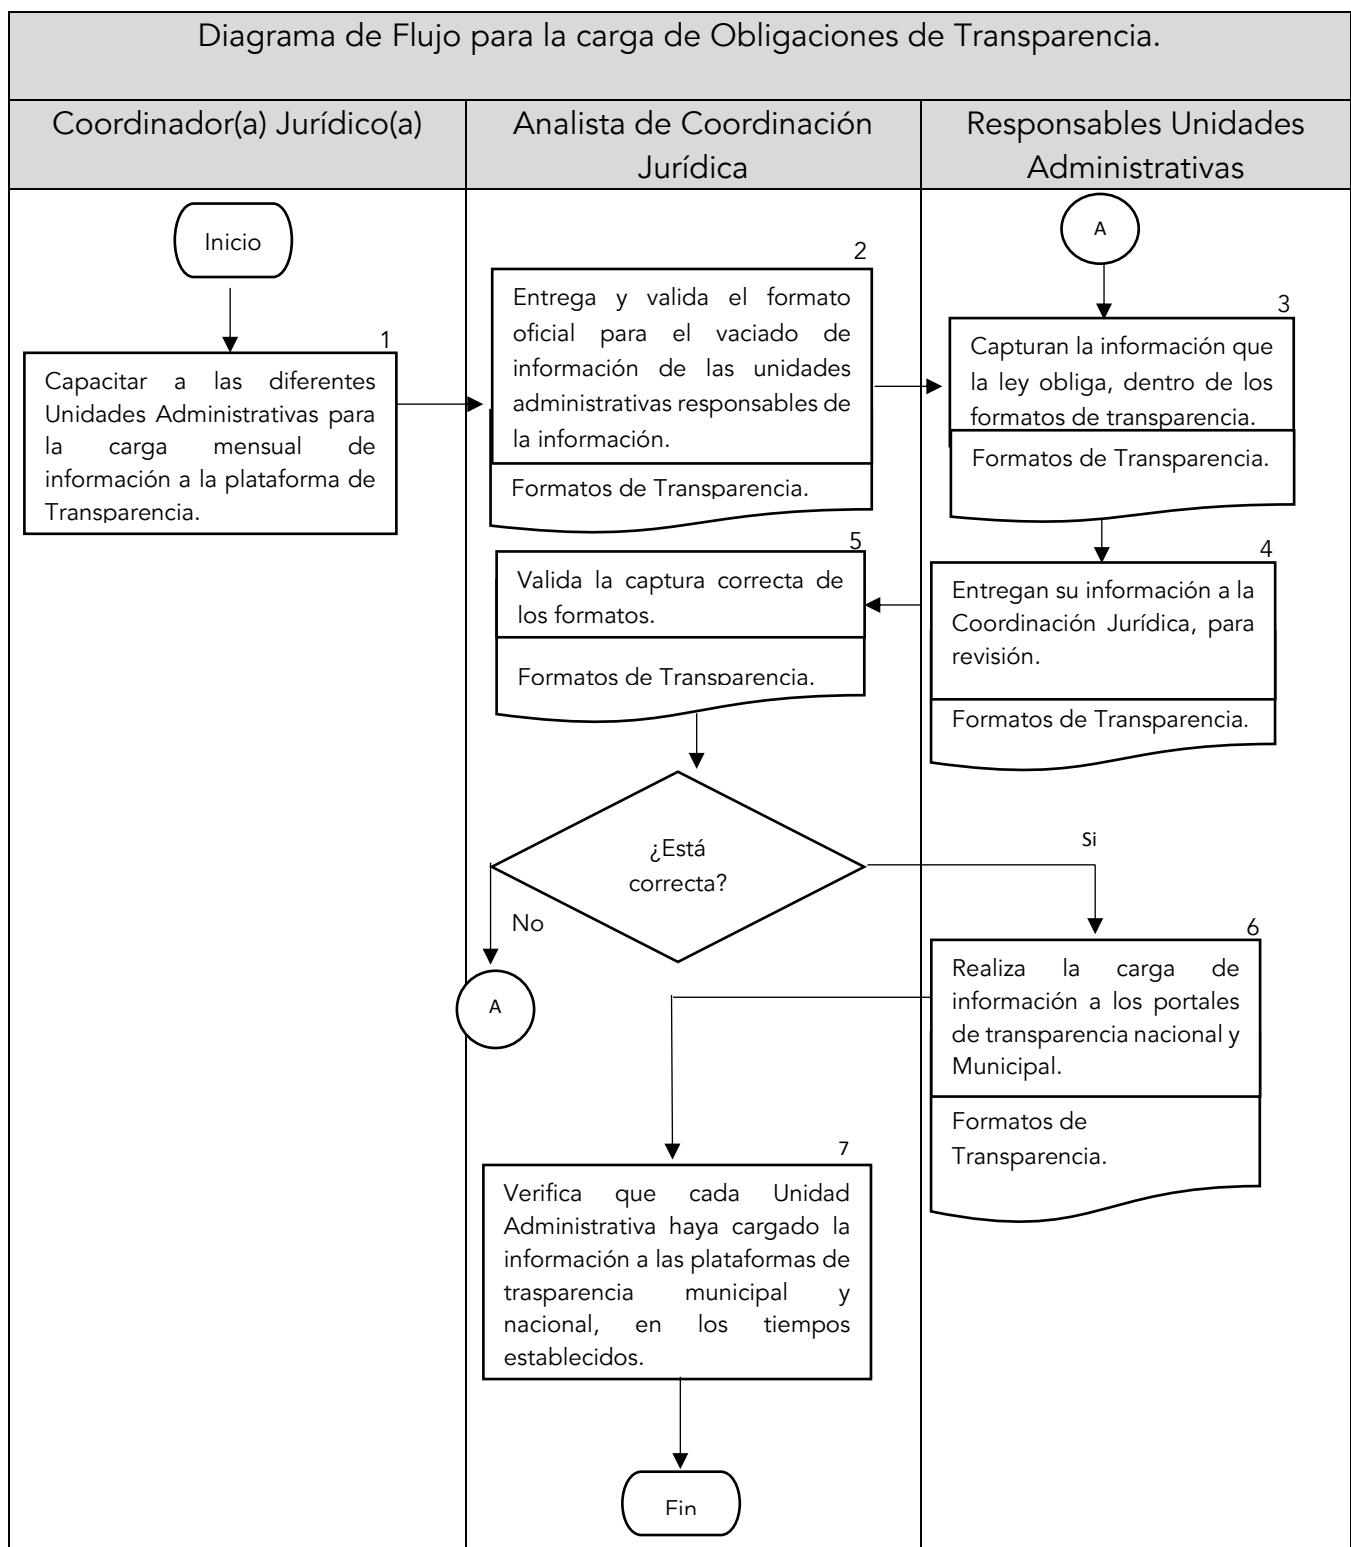 Diagrama de Flujo para la carga de Obligaciones de Transparencia.
Coordinador(a) Jurídico(a)
Analista de Coordinación
Jurídica
Responsables Unidades
Administrativas
Inicio
1
Capacitar a las diferentes
Unidades Administrativas para
la carga mensual de
información a la plataforma de
Transparencia.
2
Entrega y valida el formato
oficial para el vaciado de
información de las unidades
administrativas responsables de
la información.
Formatos de Transparencia.
A
3
Capturan la información que
la ley obliga, dentro de los
formatos de transparencia.
Formatos de Transparencia.
4
Entregan su información a la
Coordinación Jurídica, para
revisión.
Formatos de Transparencia.
5
Valida la captura correcta de
los formatos.
Formatos de Transparencia.
¿Está
correcta?
No
A
Si
6
Realiza la carga de
información a los portales
de transparencia nacional y
Municipal.
Formatos de
Transparencia.
7
Verifica que cada Unidad
Administrativa haya cargado la
información a las plataformas de
trasparencia municipal y
nacional, en los tiempos
establecidos.
Fin